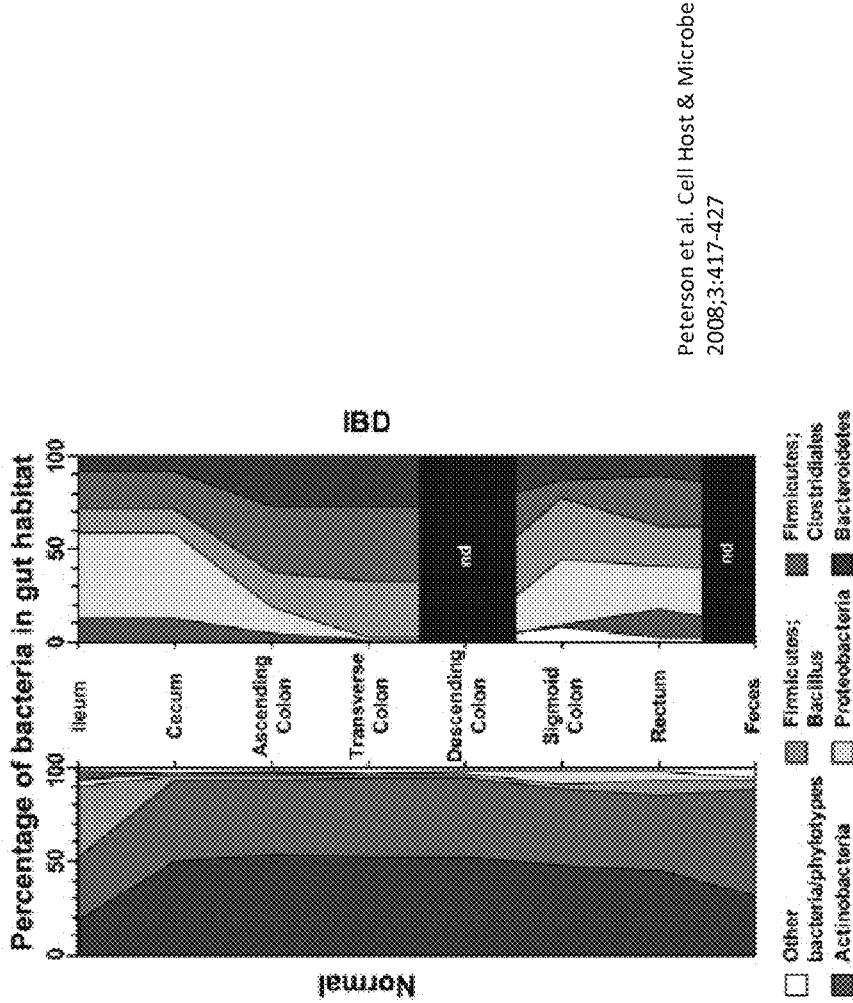 Percentage of bacteria in gut habitat
Normal
0
50
100
Ileum
Cecum
Ascending
Colon
Transverse
Colon
Descending
Colon
Sigmoid
Colon
Rectum
Feces
0
50
100
nd
nd
IBD
Other
bacteria/phylotypes
Actinobacteria
Firmicutes;
Bacillus
Proteobacteria
Firmicutes;
Clostridiales
Bacteroidetes
Peterson et al. Cell Host & Microbe
2008;3:417-427